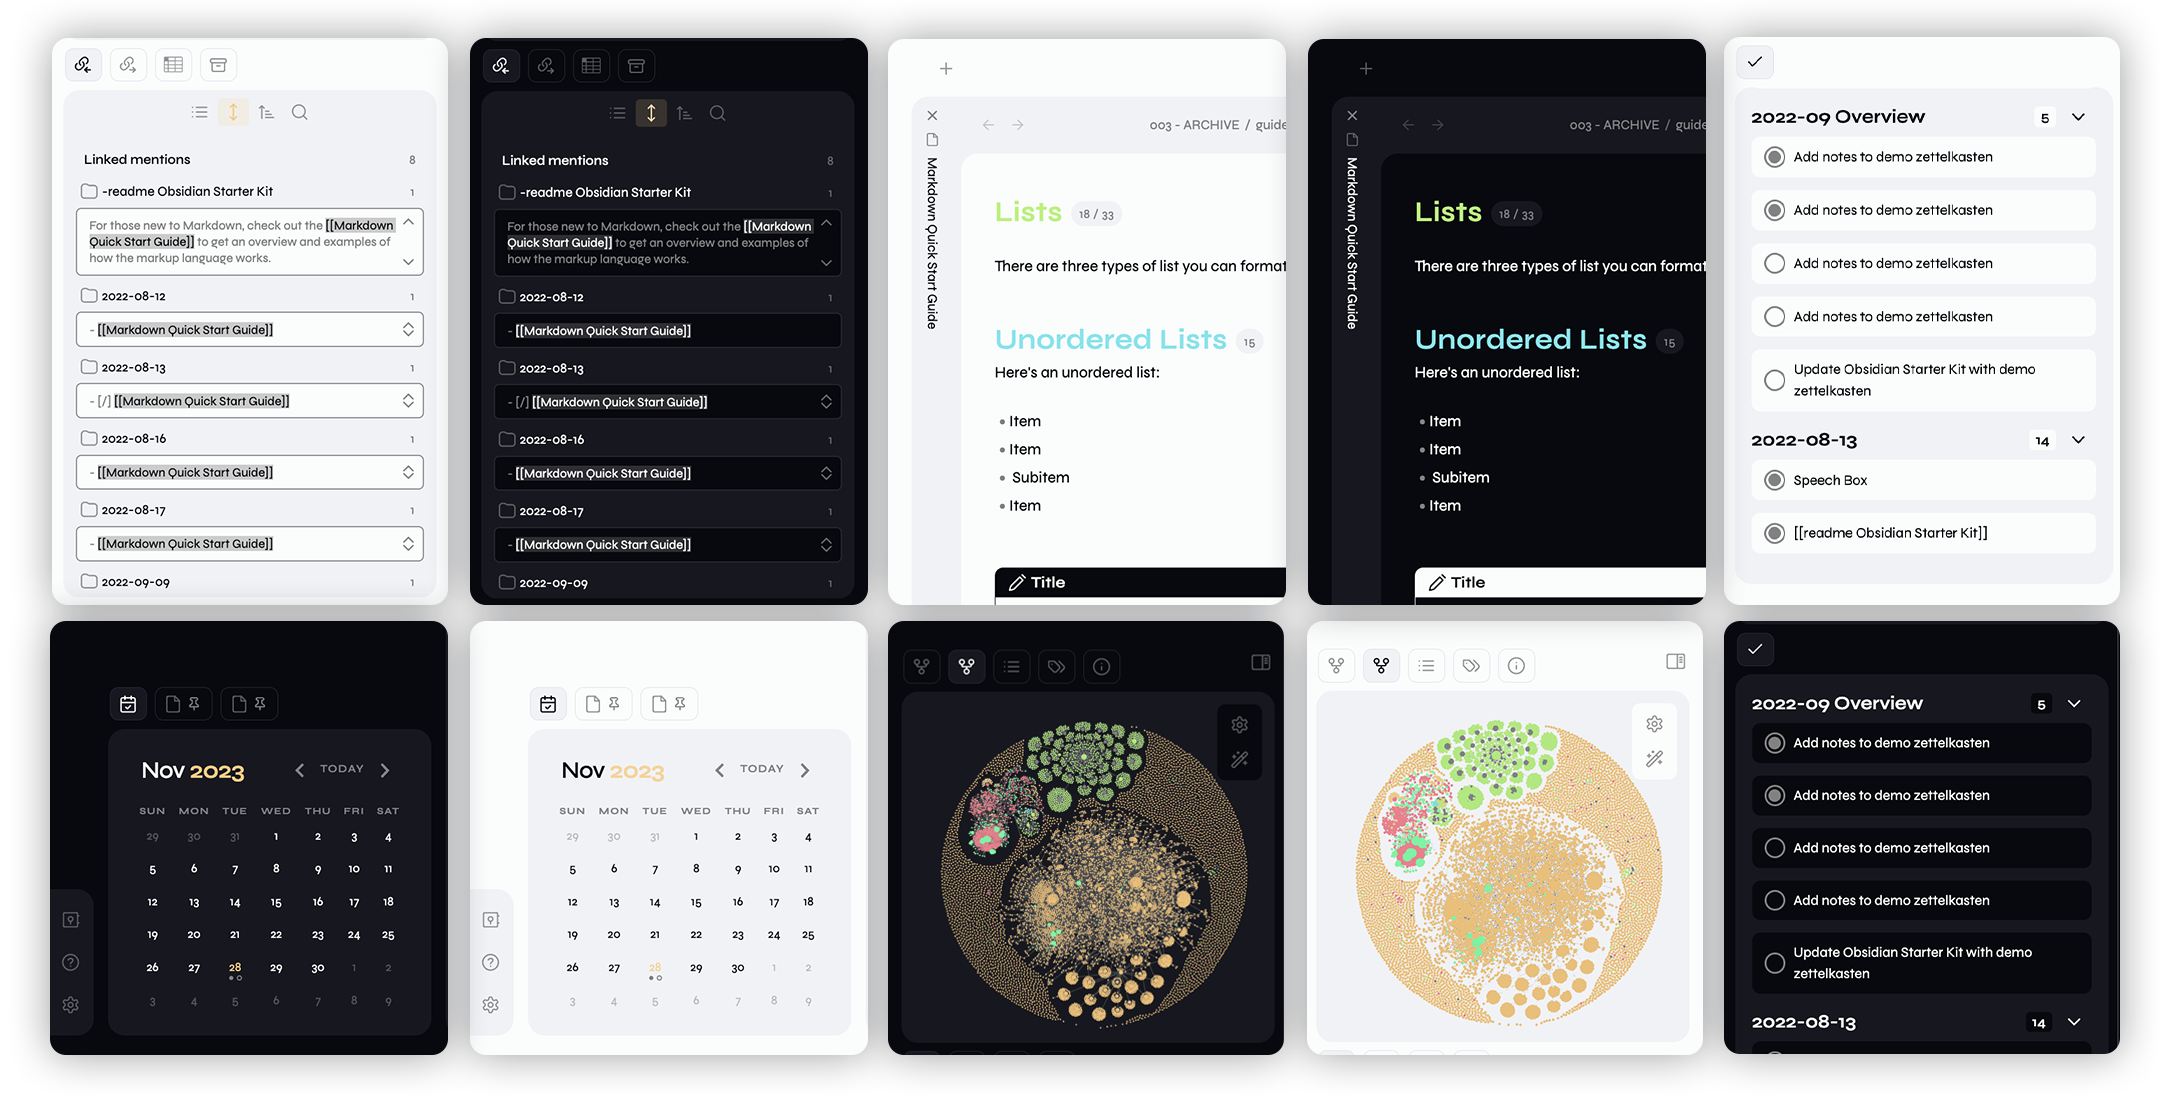 Linked mentions 8
-readme Obsidian Starter Kit 1
For those new to Markdown, check out the [[Markdown
Quick Start Guide]] to get an overview and examples of
how the markup language works.
2022-08-12 1
- [[Markdown Quick Start Guide]]
2022-08-13 1
- [/] [[Markdown Quick Start Guide]]
2022-08-16 1
- [[Markdown Quick Start Guide]]
2022-08-17 1
- [[Markdown Quick Start Guide]]
2022-09-09 1
Linked mentions 8
-readme Obsidian Starter Kit 1
For those new to Markdown, check out the [[Markdown
Quick Start Guide]] to get an overview and examples of
how the markup language works.
2022-08-12 1
- [[Markdown Quick Start Guide]]
2022-08-13 1
- [/] [[Markdown Quick Start Guide]]
2022-08-16 1
- [[Markdown Quick Start Guide]]
2022-08-17 1
- [[Markdown Quick Start Guide]]
2022-09-09 1
003 - ARCHIVE / guide
Markdown Quick Start Guide
Lists 18 / 33
There are three types of list you can format
Unordered Lists 15
Here's an unordered list:
• Item
• Item
• Subitem
• Item
Title
003 - ARCHIVE / guide
Markdown Quick Start Guide
Lists 18 / 33
There are three types of list you can format
Unordered Lists 15
Here's an unordered list:
• Item
• Item
• Subitem
• Item
Title
2022-09 Overview 5
Add notes to demo zettelkasten
Add notes to demo zettelkasten
Add notes to demo zettelkasten
Add notes to demo zettelkasten
Update Obsidian Starter Kit with demo
zettelkasten
2022-08-13 14
Speech Box
[[readme Obsidian Starter Kit]]
Nov 2023 TODAY
SUN MON TUE WED THU FRI SAT
29 30 31 1 2 3 4
5 6 7 8 9 10 11
12 13 14 15 16 17 18
19 20 21 22 23 24 25
26 27 28 29 30 1 2
3 4 5 6 7 8 9
Nov 2023 TODAY
SUN MON TUE WED THU FRI SAT
29 30 31 1 2 3 4
5 6 7 8 9 10 11
12 13 14 15 16 17 18
19 20 21 22 23 24 25
26 27 28 29 30 1 2
3 4 5 6 7 8 9
2022-09 Overview 5
Add notes to demo zettelkasten
Add notes to demo zettelkasten
Add notes to demo zettelkasten
Add notes to demo zettelkasten
Update Obsidian Starter Kit with demo
zettelkasten
2022-08-13 14